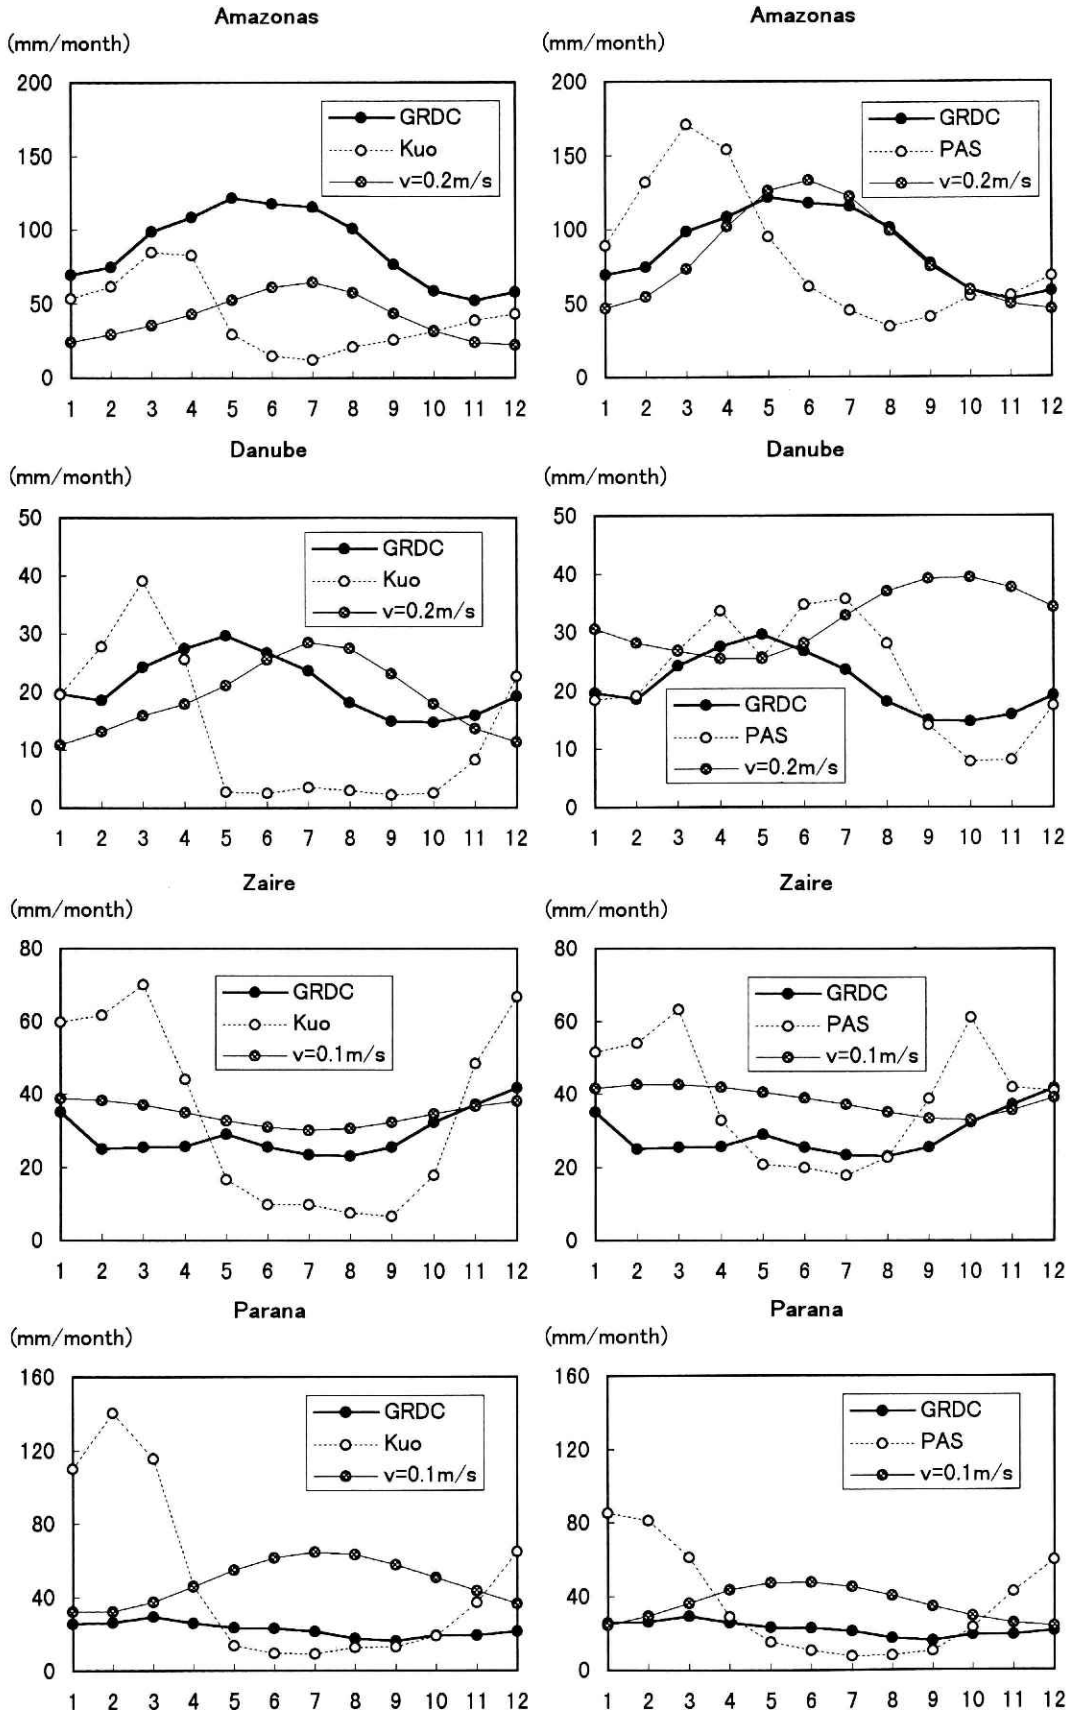 Amazonas
(mm/month)
200
150
100
50
0
GRDC
Kuo
v=0.2m/s
1 2 3 4 5 6 7 8 9 10 11 12
Amazonas
(mm/month)
200
150
100
50
0
GRDC
PAS
v=0.2m/s
1 2 3 4 5 6 7 8 9 10 11 12
Danube
(mm/month)
50
40
30
20
10
0
GRDC
Kuo
v=0.2m/s
1 2 3 4 5 6 7 8 9 10 11 12
Danube
(mm/month)
50
40
30
20
10
0
GRDC
PAS
v=0.2m/s
1 2 3 4 5 6 7 8 9 10 11 12
Zaire
(mm/month)
80
60
40
20
0
GRDC
Kuo
v=0.1m/s
1 2 3 4 5 6 7 8 9 10 11 12
Zaire
(mm/month)
80
60
40
20
0
GRDC
PAS
v=0.1m/s
1 2 3 4 5 6 7 8 9 10 11 12
Parana
(mm/month)
160
120
80
40
0
GRDC
Kuo
v=0.1m/s
1 2 3 4 5 6 7 8 9 10 11 12
Parana
(mm/month)
160
120
80
40
0
GRDC
PAS
v=0.1m/s
1 2 3 4 5 6 7 8 9 10 11 12